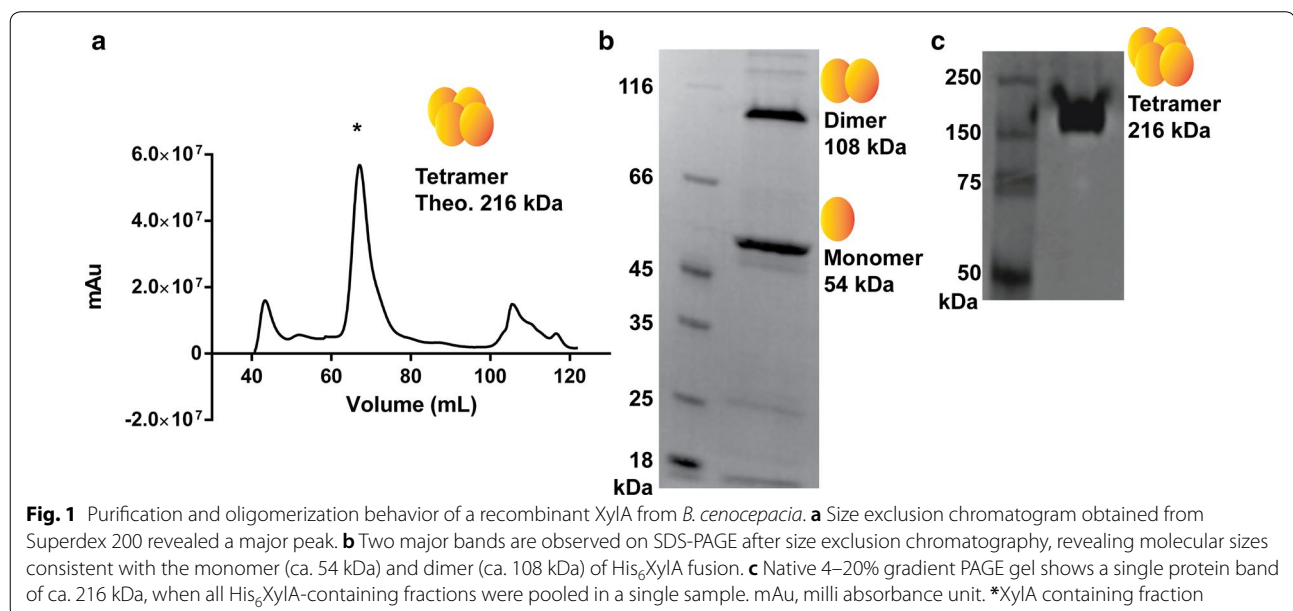 a
*
Tetramer
Theo. 216 kDa
6.0×10⁷
4.0×10⁷
2.0×10⁷
0
-2.0×10⁷
mAu
40 60 80 100 120
Volume (mL)
b
116
66
45
35
25
18
kDa
Dimer
108 kDa
Monomer
54 kDa
c
250
150
75
50
kDa
Tetramer
216 kDa
Fig. 1 Purification and oligomerization behavior of a recombinant XylA from B. cenocepacia. a Size exclusion chromatogram obtained from
Superdex 200 revealed a major peak. b Two major bands are observed on SDS-PAGE after size exclusion chromatography, revealing molecular sizes
consistent with the monomer (ca. 54 kDa) and dimer (ca. 108 kDa) of His₆XylA fusion. c Native 4–20% gradient PAGE gel shows a single protein band
of ca. 216 kDa, when all His₆XylA-containing fractions were pooled in a single sample. mAu, milli absorbance unit. *XylA containing fraction